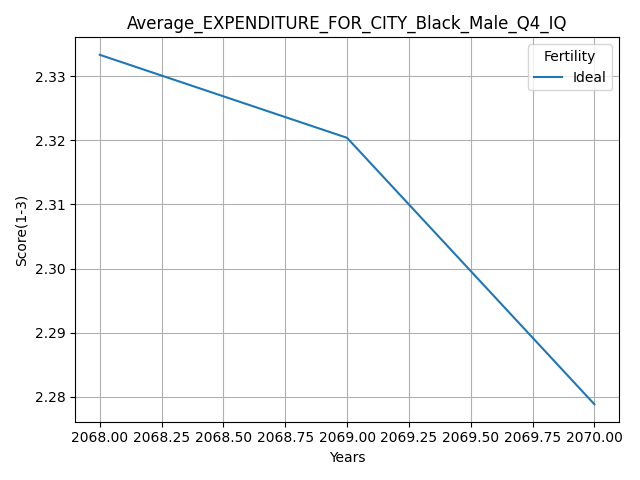 Average_EXPENDITURE_FOR_CITY_Black_Male_Q4_IQ
Fertility
Ideal
2.33
2.32
2.31
2.30
2.29
2.28
Score(1-3)
2068.00 2068.25 2068.50 2068.75 2069.00 2069.25 2069.50 2069.75 2070.00
Years